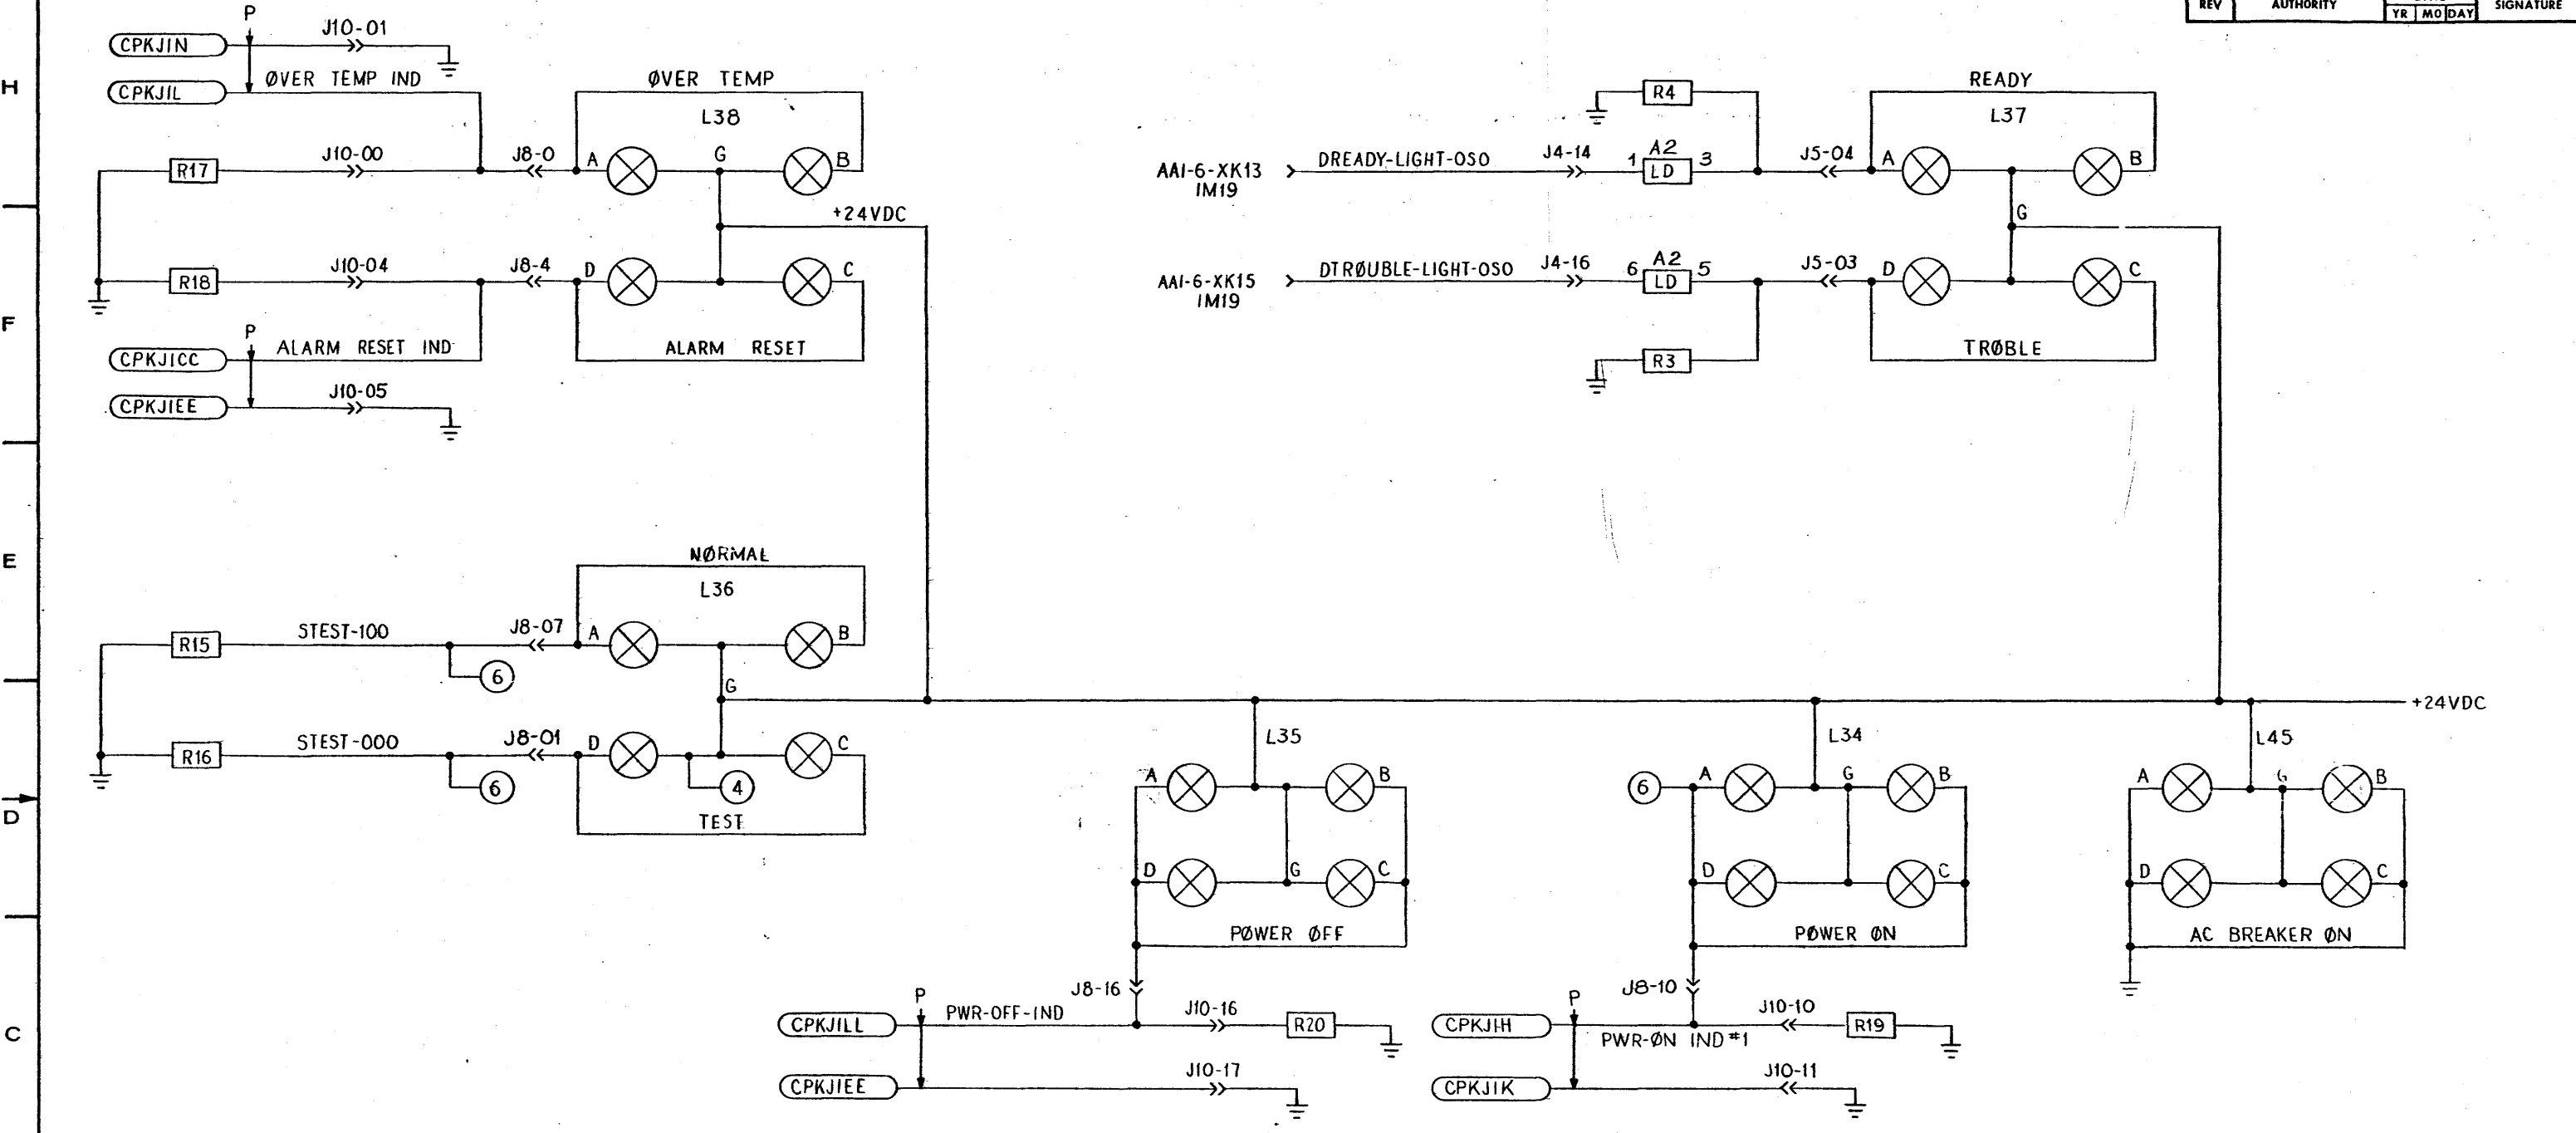 REV AUTHORITY YR MO DAY SIGNATURE
H
P
CPKJIN J10-01
CPKJIL ØVER TEMP IND
ØVER TEMP
L38
R17 J10-00 J8-0 A G B
+24VDC
R18 J10-04 J8-4 D C
F
P
CPKJICC ALARM RESET IND
ALARM RESET
CPKJIEE J10-05
R4
READY
L37
AAI-6-XK13
IM19
DREADY-LIGHT-OSO J4-14 1 A2 LD 3 J5-04 A B
G
AAI-6-XK15
IM19
DTRØUBLE-LIGHT-OSO J4-16 6 A2 LD 5 J5-03 D C
R3
TRØBLE
E
NØRMAL
L36
R15 STEST-100 J8-07 A B
6
G
+24VDC
R16 STEST-000 J8-01 D C
6 4
TEST
D
L35
A B
D G C
PØWER ØFF
L34
6 A G B
D C
PØWER ØN
L45
A G B
D C
AC BREAKER ØN
C
J8-16
P
CPKJILL PWR-OFF-IND J10-16 R20
CPKJIEE J10-17
J8-10
P
CPKJIH J10-10 R19
PWR-ØN IND #1
CPKJIK J10-11